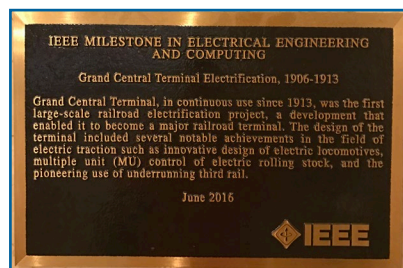 IEEE MILESTONE IN ELECTRICAL ENGINEERING
AND COMPUTING
Grand Central Terminal Electrification, 1906-1913
Grand Central Terminal, in continuous use since 1913, was the first
large-scale railroad electrification project, a development that
enabled it to become a major railroad terminal. The design of the
terminal included several notable achievements in the field of
electric traction such as innovative design of electric locomotives,
multiple unit (MU) control of electric rolling stock, and the
pioneering use of underrunning third rail.
June 2016
IEEE